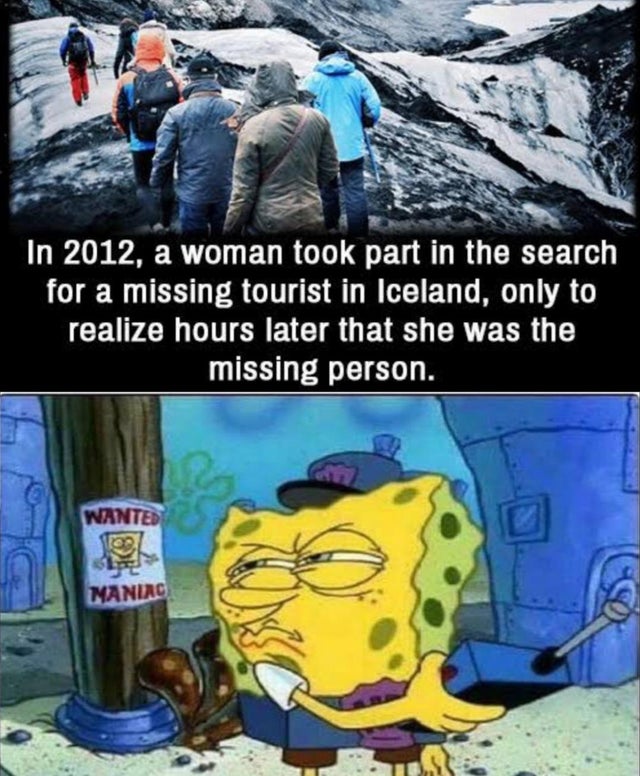 In 2012, a woman took part in the search
for a missing tourist in Iceland, only to
realize hours later that she was the
missing person.
WANTED
MANIAC